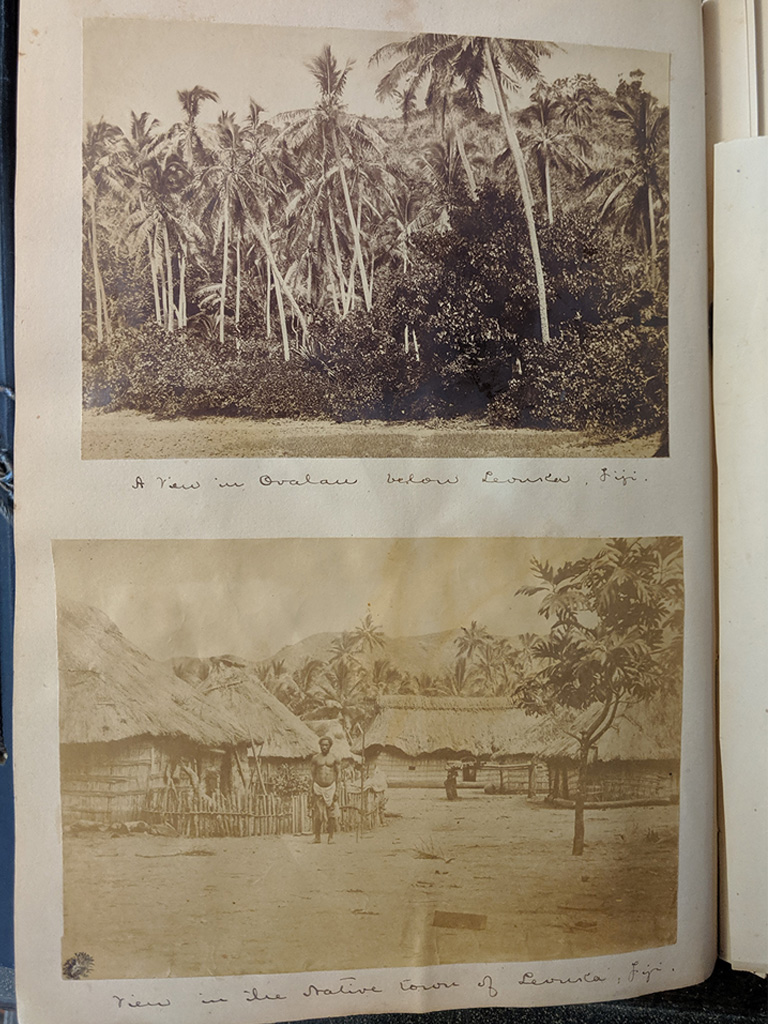 A View in Ovalau below Levuka, Fiji.
View in the Native town of Levuka, Fiji.